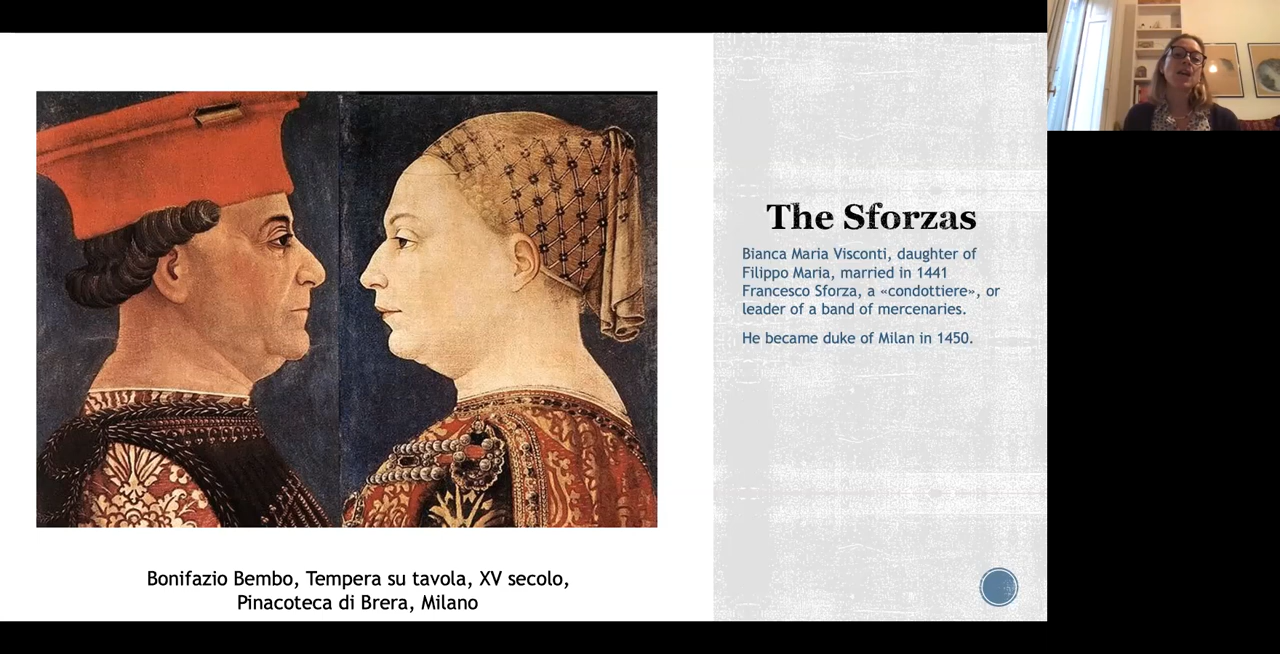 The Sforzas
Bianca Maria Visconti, daughter of
Filippo Maria, married in 1441
Francesco Sforza, a «condottiere», or
leader of a band of mercenaries.
He became duke of Milan in 1450.
Bonifazio Bembo, Tempera su tavola, XV secolo,
Pinacoteca di Brera, Milano